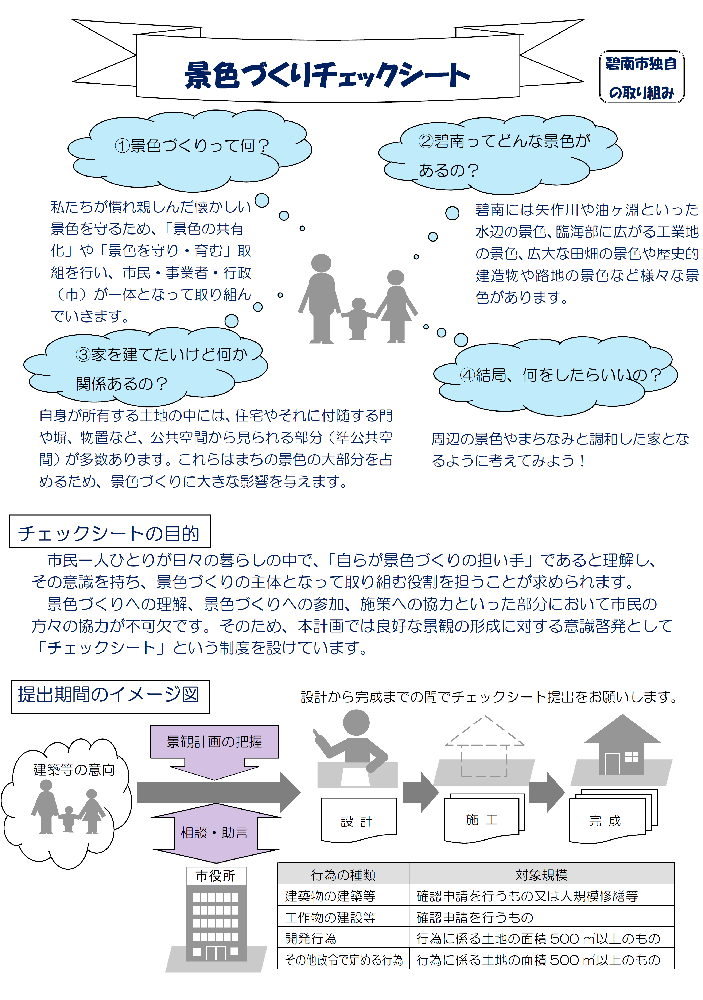 景色づくりチェックシート
碧南市独自
の取り組み
①景色づくりって何？
②碧南ってどんな景色が
あるの？
私たちが慣れ親しんだ懐かしい
景色を守るため、「景色の共有
化」や「景色を守り・育む」取
組を行い、市民・事業者・行政
（市）が一体となって取り組ん
でいきます。
碧南には矢作川や油ヶ淵といった
水辺の景色、臨海部に広がる工業地
の景色、広大な田畑の景色や歴史的
建造物や路地の景色など様々な景
色があります。
③家を建てたいけど何か
関係あるの？
④結局、何をしたらいいの？
自身が所有する土地の中には、住宅やそれに付随する門
や塀、物置など、公共空間から見られる部分（準公共空
間）が多数あります。これらはまちの景色の大部分を占
めるため、景色づくりに大きな影響を与えます。
周辺の景色やまちなみと調和した家とな
るように考えてみよう！
チェックシートの目的
市民一人ひとりが日々の暮らしの中で、「自らが景色づくりの担い手」であると理解し、
その意識を持ち、景色づくりの主体となって取り組む役割を担うことが求められます。
景色づくりへの理解、景色づくりへの参加、施策への協力といった部分において市民の
方々の協力が不可欠です。そのため、本計画では良好な景観の形成に対する意識啓発として
「チェックシート」という制度を設けています。
提出期間のイメージ図
設計から完成までの間でチェックシート提出をお願いします。
景観計画の把握
建築等の意向
相談・助言
設 計
施 工
完 成
市役所
行為の種類 対象規模
建築物の建築等 確認申請を行うもの又は大規模修繕等
工作物の建設等 確認申請を行うもの
開発行為 行為に係る土地の面積 500 ㎡以上のもの
その他政令で定める行為 行為に係る土地の面積 500 ㎡以上のもの